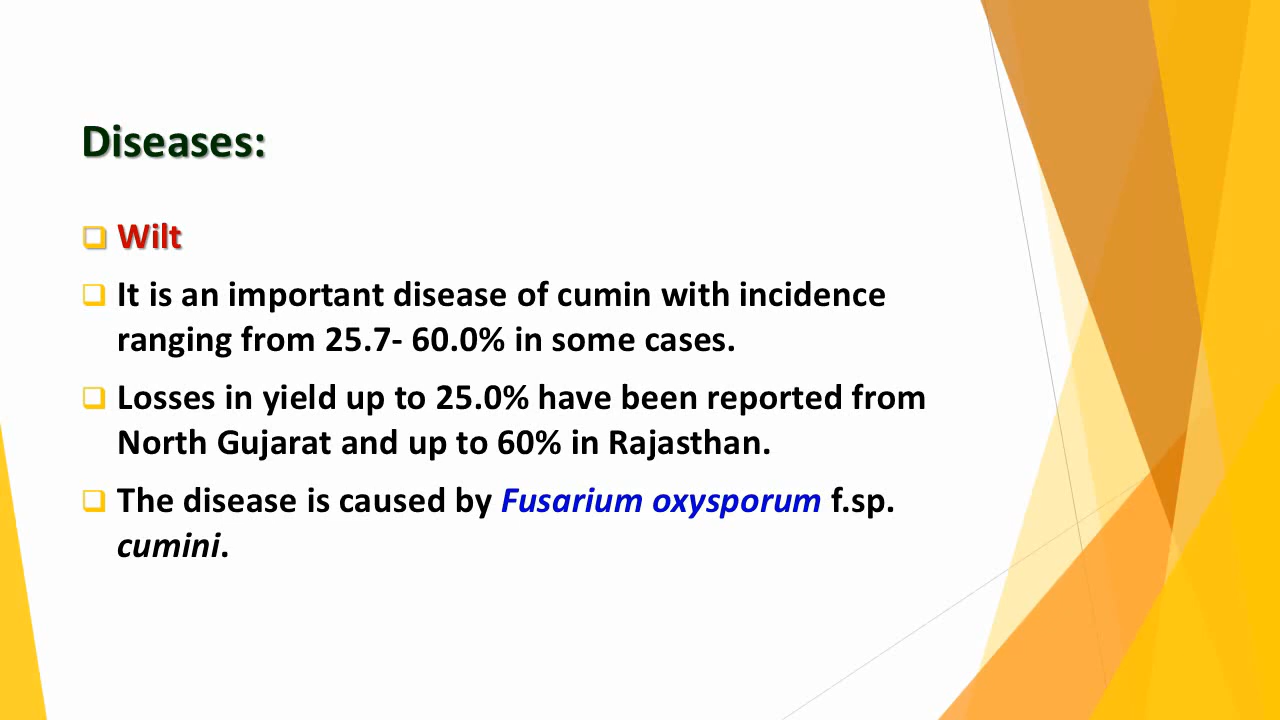 Diseases:
Wilt
It is an important disease of cumin with incidence
ranging from 25.7- 60.0% in some cases.
Losses in yield up to 25.0% have been reported from
North Gujarat and up to 60% in Rajasthan.
The disease is caused by Fusarium oxysporum f.sp.
cumini.